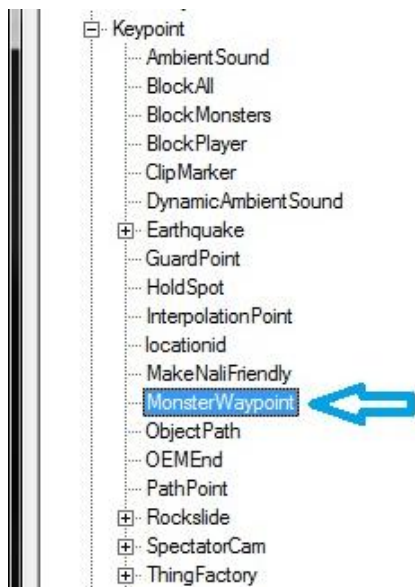 Keypoint
AmbientSound
BlockAll
BlockMonsters
BlockPlayer
ClipMarker
DynamicAmbientSound
Earthquake
GuardPoint
HoldSpot
InterpolationPoint
locationid
MakeNaliFriendly
MonsterWaypoint
ObjectPath
OEMEnd
PathPoint
Rockslide
SpectatorCam
ThingFactory